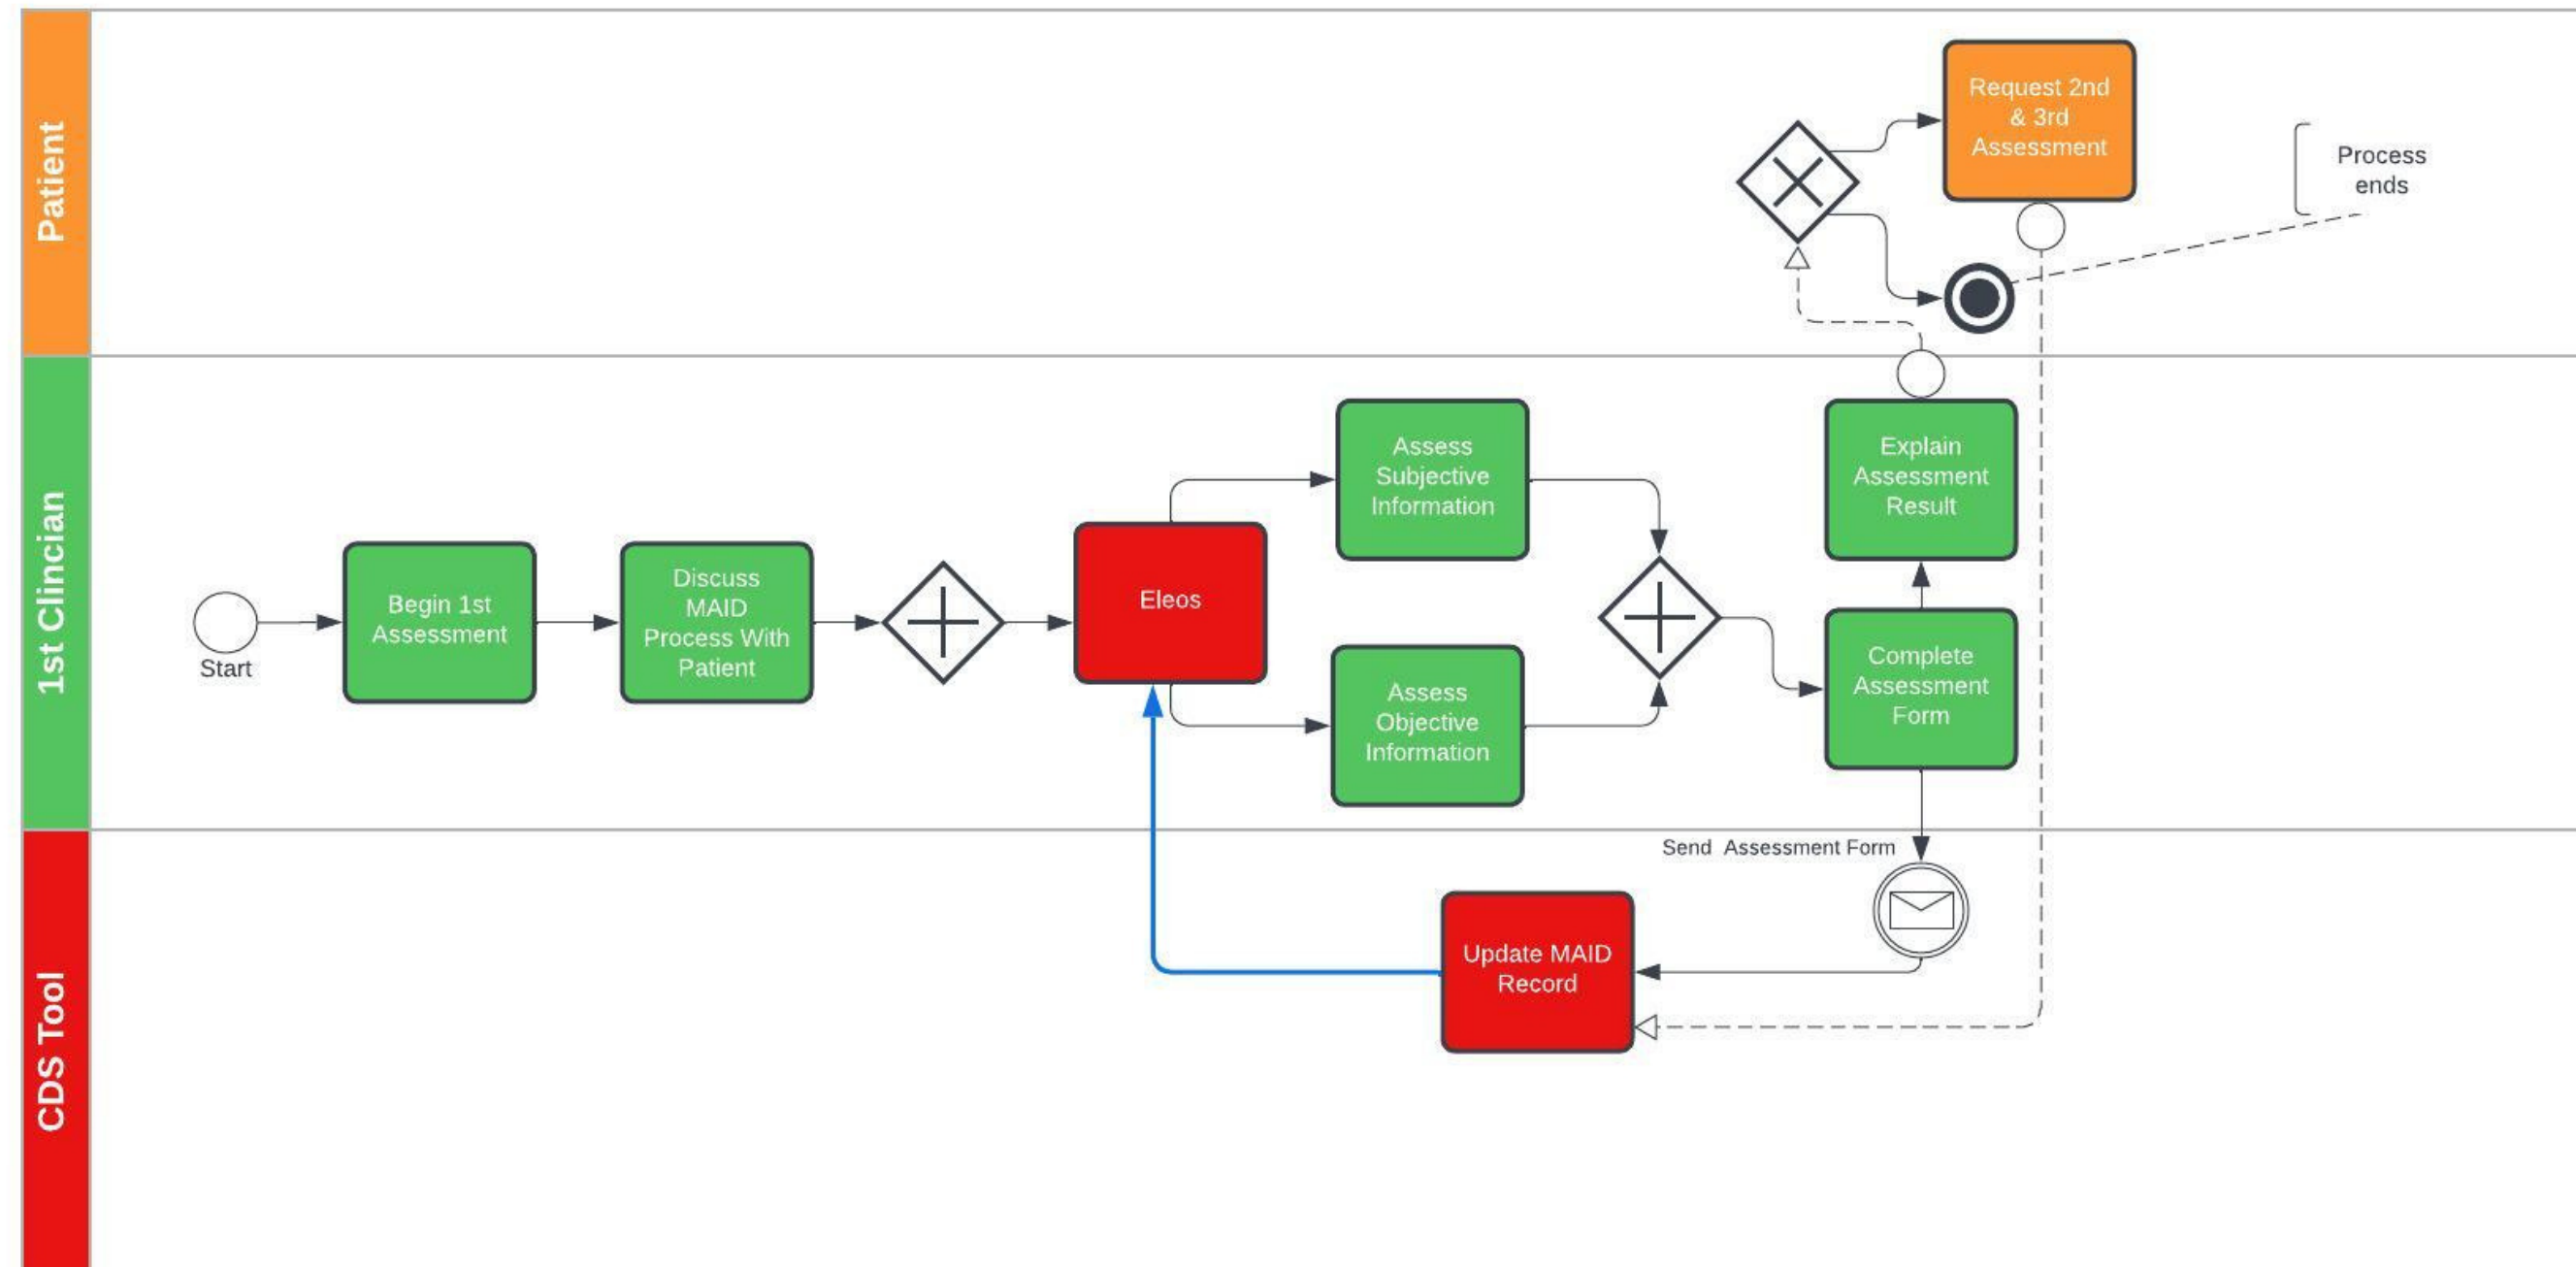 Patient
Request 2nd
& 3rd
Assessment
Process
ends
1st Clincian
Start
Begin 1st
Assessment
Discuss
MAID
Process With
Patient
Eleos
Assess
Subjective
Information
Assess
Objective
Information
Explain
Assessment
Result
Complete
Assessment
Form
CDS Tool
Send  Assessment Form
Update MAID
Record